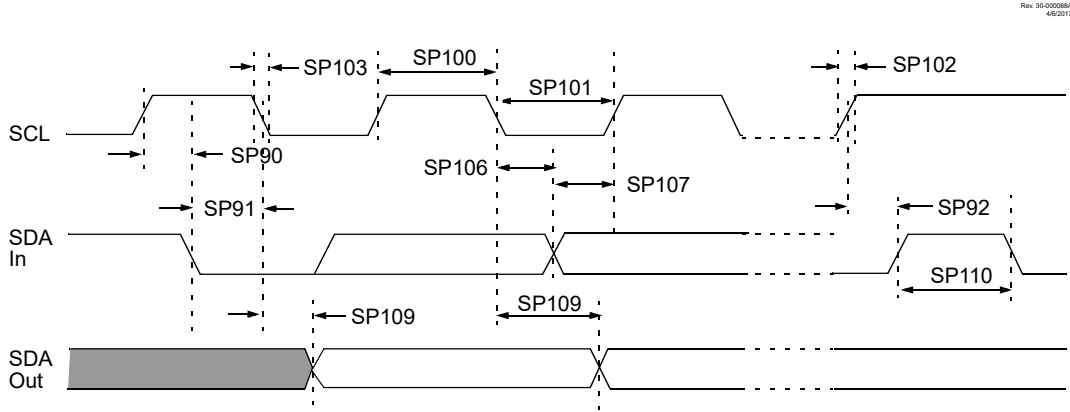 Rev. 30-000088A
4/6/2017
SP103
SP100
SP101
SP102
SCL
SP90
SP106
SP107
SP91
SP92
SDA
In
SP110
SP109
SP109
SDA
Out